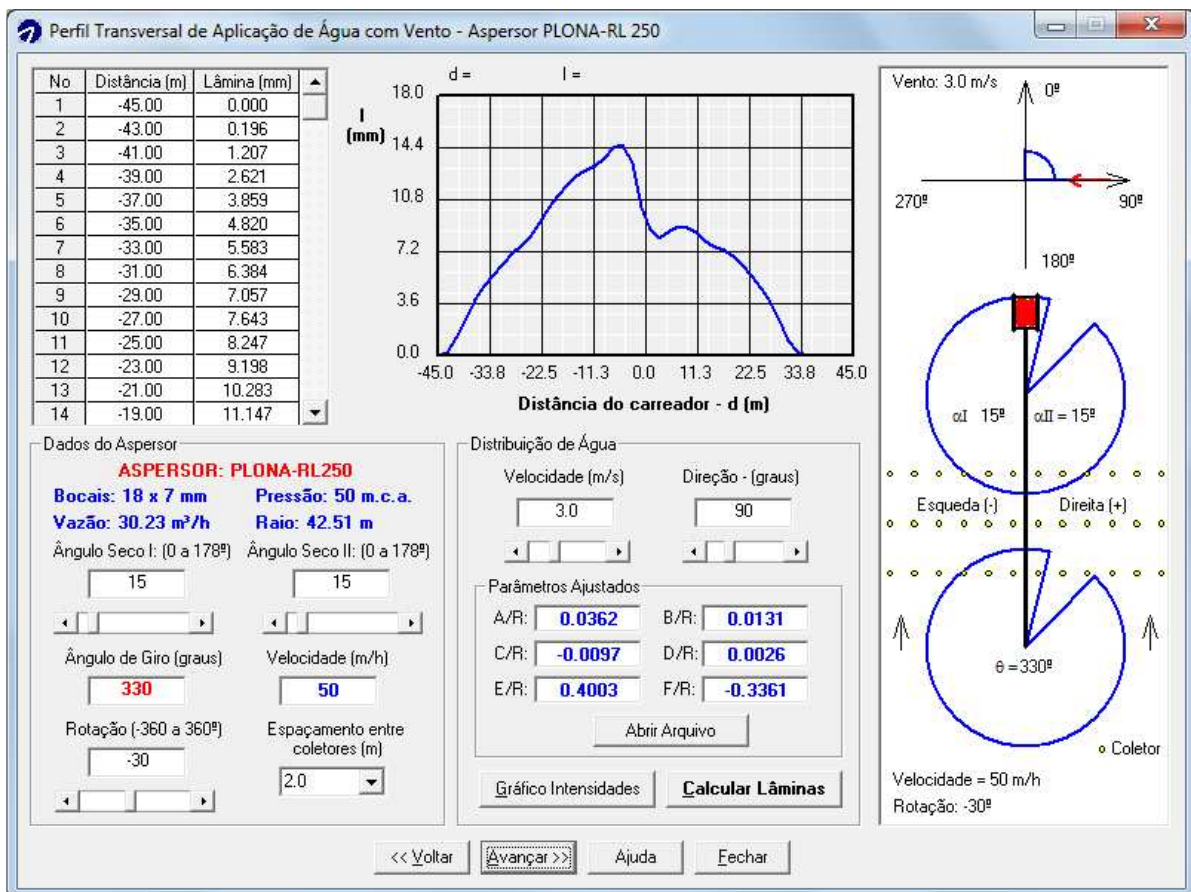 Perfil Transversal de Aplicação de Água com Vento - Aspersor PLONA-RL 250
No Distância (m) Lâmina (mm)
1 -45.00 0.000
2 -43.00 0.196
3 -41.00 1.207
4 -39.00 2.621
5 -37.00 3.859
6 -35.00 4.820
7 -33.00 5.583
8 -31.00 6.384
9 -29.00 7.057
10 -27.00 7.643
11 -25.00 8.247
12 -23.00 9.198
13 -21.00 10.283
14 -19.00 11.147
d = l =
l
(mm)
18.0
14.4
10.8
7.2
3.6
0.0
-45.0 -33.8 -22.5 -11.3 0.0 11.3 22.5 33.8 45.0
Distância do carreador - d (m)
Vento: 3.0 m/s
0º
270º 90º
180º
αI 15º αII = 15º
Esqueda (-) Direita (+)
θ = 330º
Coletor
Velocidade = 50 m/h
Rotação: -30º
Dados do Aspersor
ASPERSOR: PLONA-RL250
Bocais: 18 x 7 mm Pressão: 50 m.c.a.
Vazão: 30.23 m³/h Raio: 42.51 m
Ângulo Seco I: (0 a 178º) Ângulo Seco II: (0 a 178º)
15 15
Ângulo de Giro (graus) Velocidade (m/h)
330 50
Rotação (-360 a 360º) Espaçamento entre
coletores (m)
-30 2.0
Distribuição de Água
Velocidade (m/s) Direção - (graus)
3.0 90
Parâmetros Ajustados
A/R: 0.0362 B/R: 0.0131
C/R: -0.0097 D/R: 0.0026
E/R: 0.4003 F/R: -0.3361
Abrir Arquivo
Gráfico Intensidades Calcular Lâminas
<< Voltar Avançar >> Ajuda Fechar